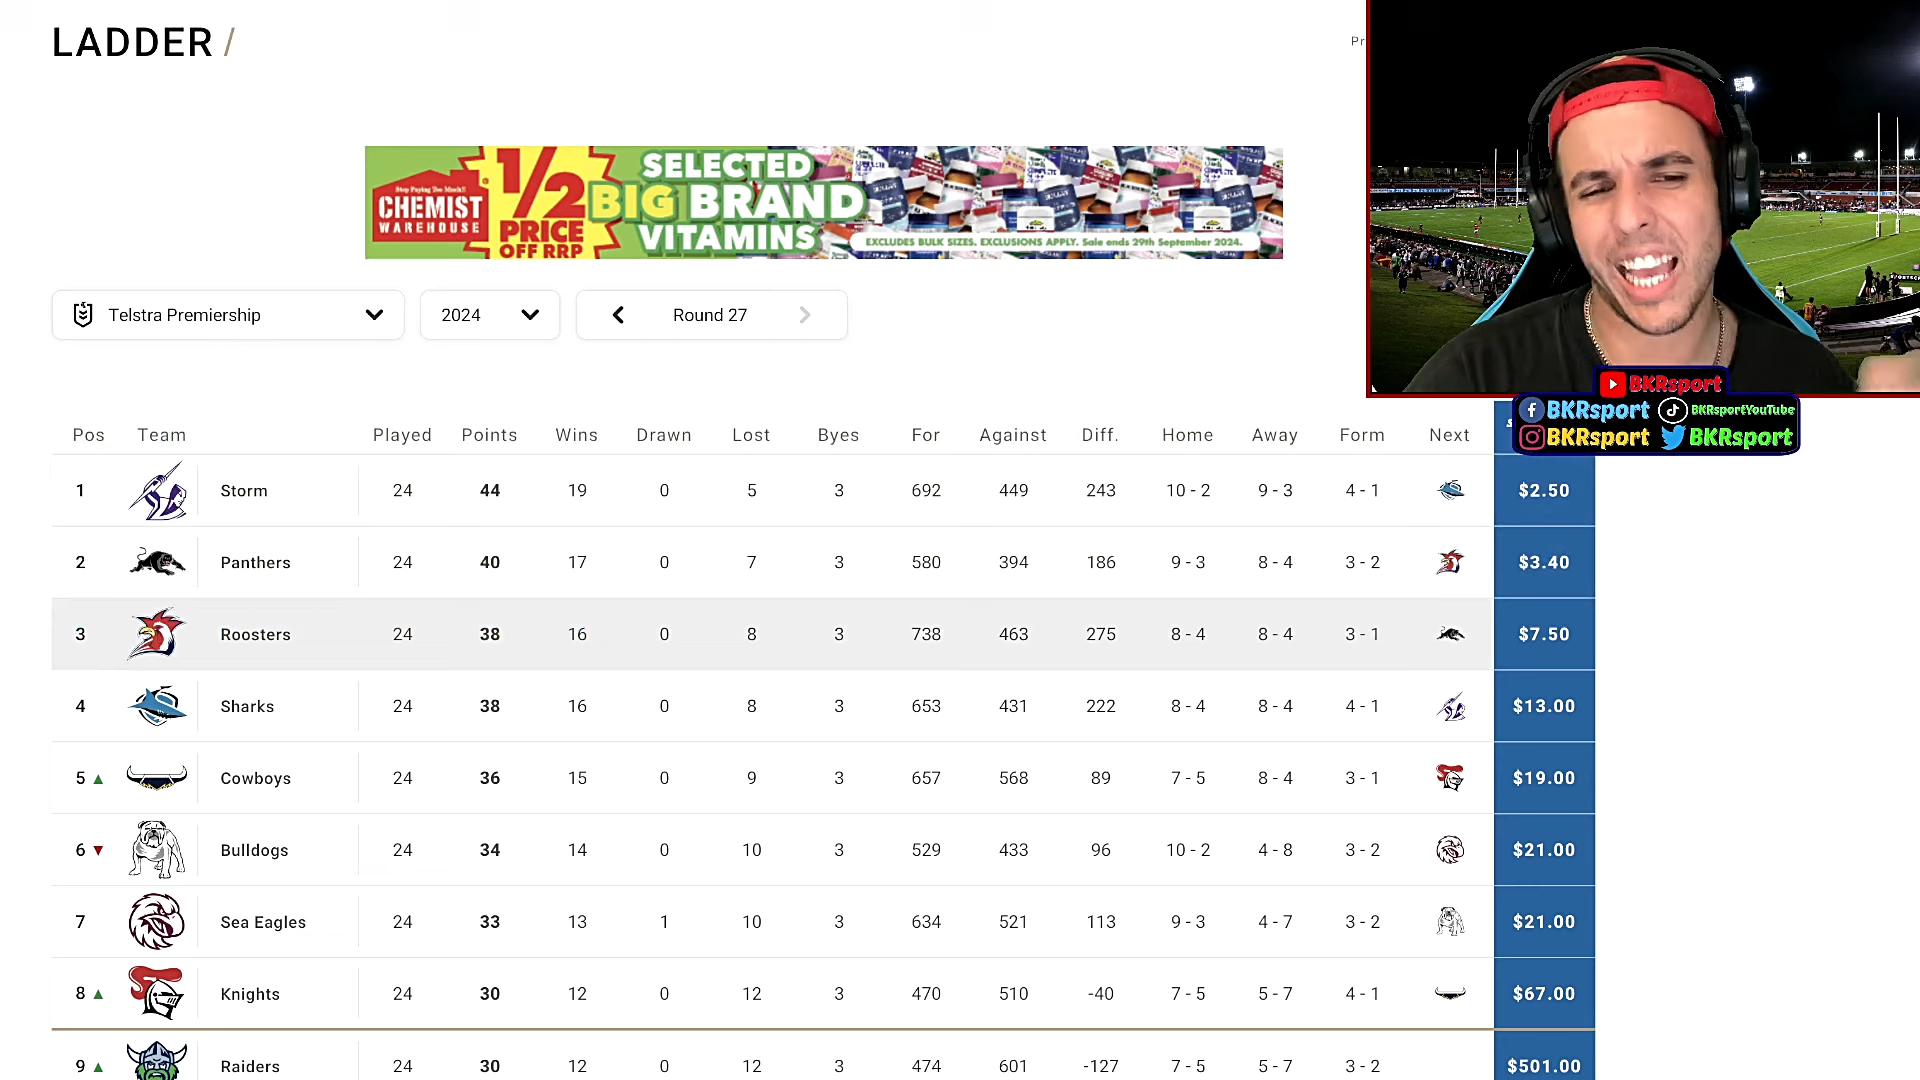 LADDER /
Pr
Stop Paying Too Much!!
CHEMIST
WAREHOUSE
1/2
PRICE
OFF RRP
SELECTED
BIG BRAND
VITAMINS
EXCLUDES BULK SIZES. EXCLUSIONS APPLY. Sale ends 29th September 2024.
Telstra Premiership
2024
Round 27
BKRsport
BKRsport BKRsportYouTube
BKRsport BKRsport
Pos Team Played Points Wins Drawn Lost Byes For Against Diff. Home Away Form Next
1 Storm 24 44 19 0 5 3 692 449 243 10 - 2 9 - 3 4 - 1 $2.50
2 Panthers 24 40 17 0 7 3 580 394 186 9 - 3 8 - 4 3 - 2 $3.40
3 Roosters 24 38 16 0 8 3 738 463 275 8 - 4 8 - 4 3 - 1 $7.50
4 Sharks 24 38 16 0 8 3 653 431 222 8 - 4 8 - 4 4 - 1 $13.00
5 Cowboys 24 36 15 0 9 3 657 568 89 7 - 5 8 - 4 3 - 1 $19.00
6 Bulldogs 24 34 14 0 10 3 529 433 96 10 - 2 4 - 8 3 - 2 $21.00
7 Sea Eagles 24 33 13 1 10 3 634 521 113 9 - 3 4 - 7 3 - 2 $21.00
8 Knights 24 30 12 0 12 3 470 510 -40 7 - 5 5 - 7 4 - 1 $67.00
9 Raiders 24 30 12 0 12 3 474 601 -127 7 - 5 5 - 7 3 - 2 $501.00